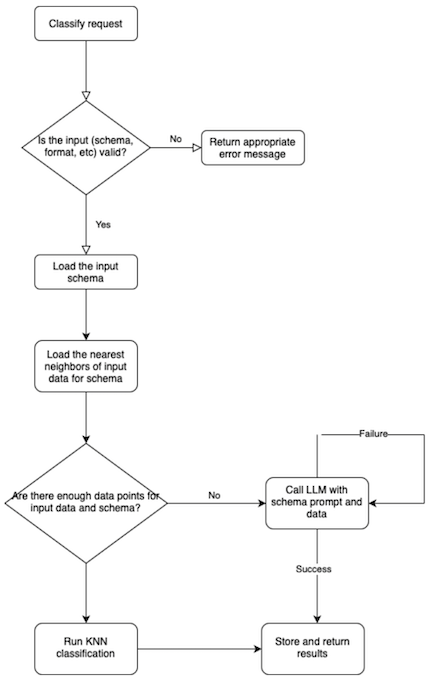 Classify request
Is the input (schema,
format, etc) valid?
No
Return appropriate
error message
Yes
Load the input
schema
Load the nearest
neighbors of input
data for schema
Failure
Are there enough data points for
input data and schema?
No
Call LLM with
schema prompt and
data
Success
Run KNN
classification
Store and return
results